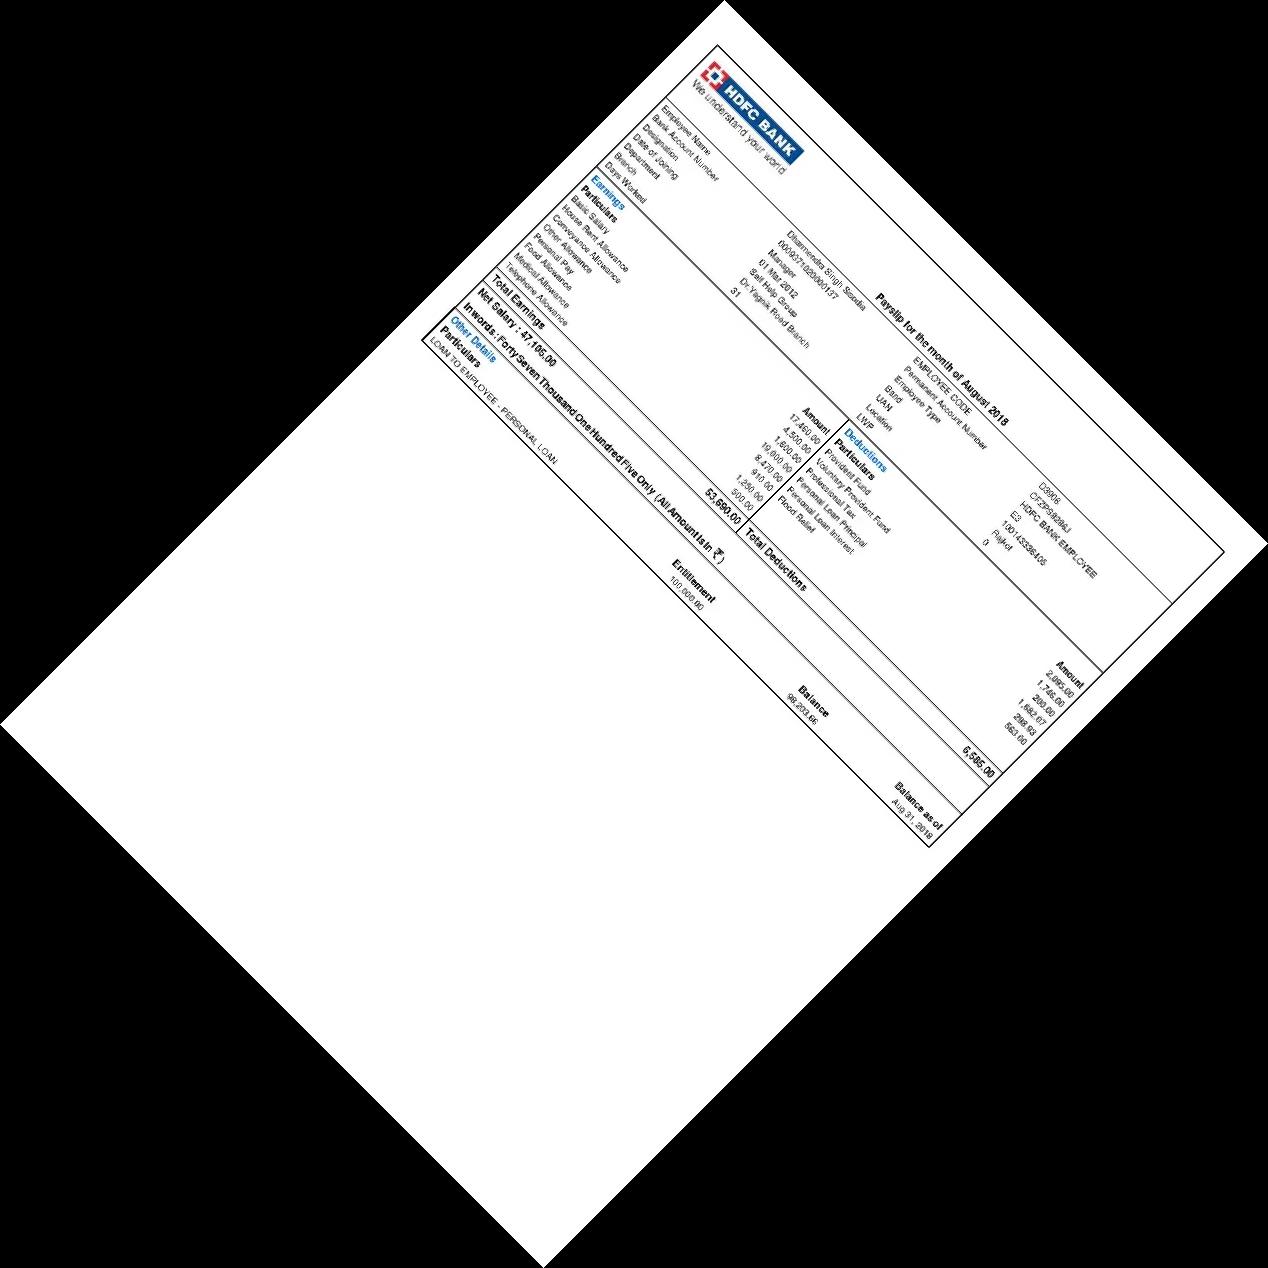 HDFC BANK
We understand your world
Payslip for the month of August 2018
Employee Name Dharmendra Singh Sisodia EMPLOYEE CODE D3906
Bank Account Number Permanent Account Number
Designation Manager Employee Type HDFC BANK EMPLOYEE
Date of Joining 01 Mar 2012 Band E3
Department Self Help Group UAN 100143336405
Branch Dr.Yagnik Road Branch Location Rajkot
Days Worked 31 LWP 0
Earnings Deductions
Particulars Amount Particulars Amount
Basic Salary 17,460.00 Provident Fund 2,095.00
House Rent Allowance 4,500.00 Voluntary Provident Fund 1,746.00
Conveyance Allowance 1,600.00 Professional Tax 200.00
Other Allowance 19,000.00 Personal Loan Principal 1,682.07
Personal Pay 8,470.00 Personal Loan Interest 298.93
Food Allowance 910.00 Flood Relief 563.00
Medical Allowance 1,250.00
Telephone Allowance 500.00
Total Earnings 53,690.00 Total Deductions 6,585.00
Net Salary : 47,105.00
In words : Forty Seven Thousand One Hundred Five Only (All Amount is in ₹)
Other Details
Particulars Entitlement Balance Balance as of
LOAN TO EMPLOYEE - PERSONAL LOAN 100,000.00 98,203.66 Aug 31, 2018